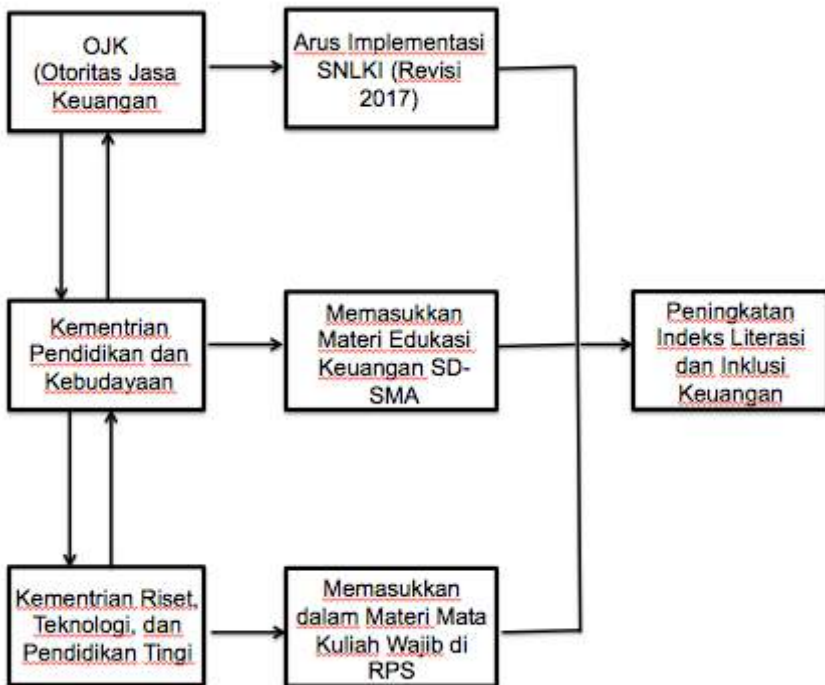 OJK
(Otoritas Jasa
Keuangan
Arus Implementasi
SNLKI (Revisi
2017)
Kementrian
Pendidikan dan
Kebudayaan
Memasukkan
Materi Edukasi
Keuangan SD-
SMA
Peningkatan
Indeks Literasi
dan Inklusi
Keuangan
Kementrian Riset,
Teknologi, dan
Pendidikan Tingi
Memasukkan
dalam Materi Mata
Kuliah Wajib di
RPS